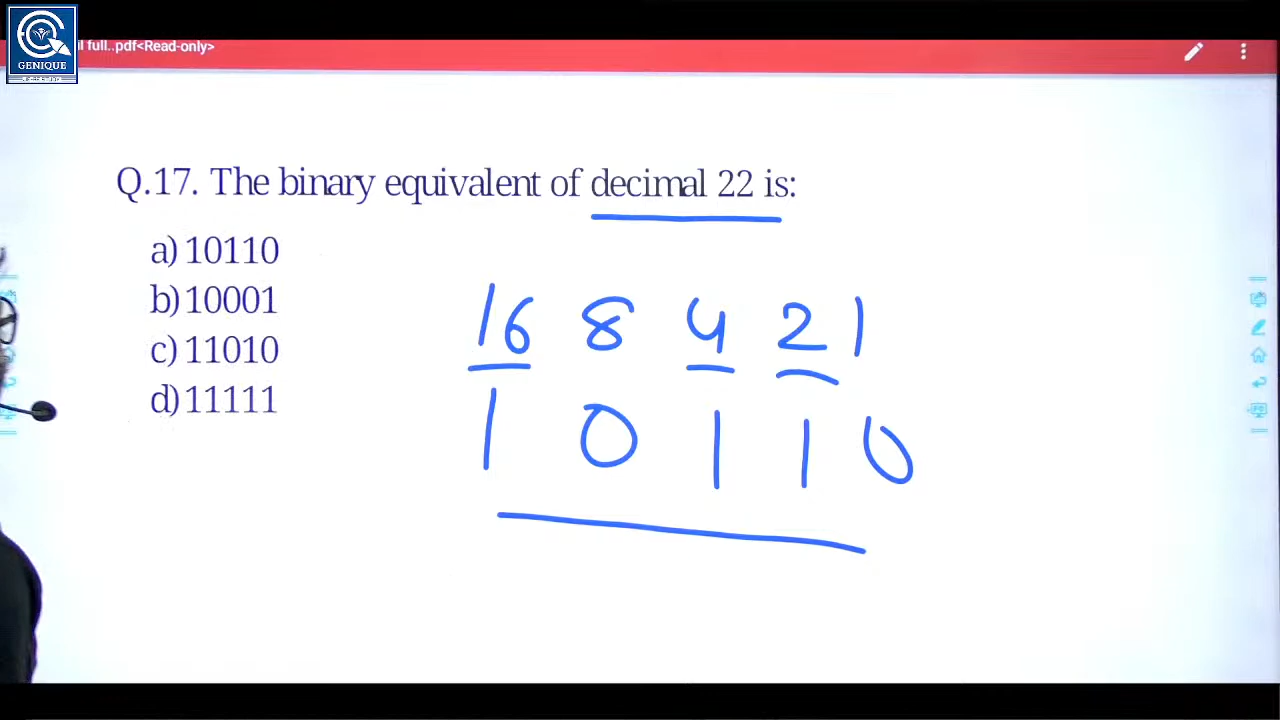 GENIQUE
il full..pdf<Read-only>
Q.17. The binary equivalent of decimal 22 is:
a) 10110
b) 10001
c) 11010
d) 11111
16 8 4 2 1
1 0 1 1 0